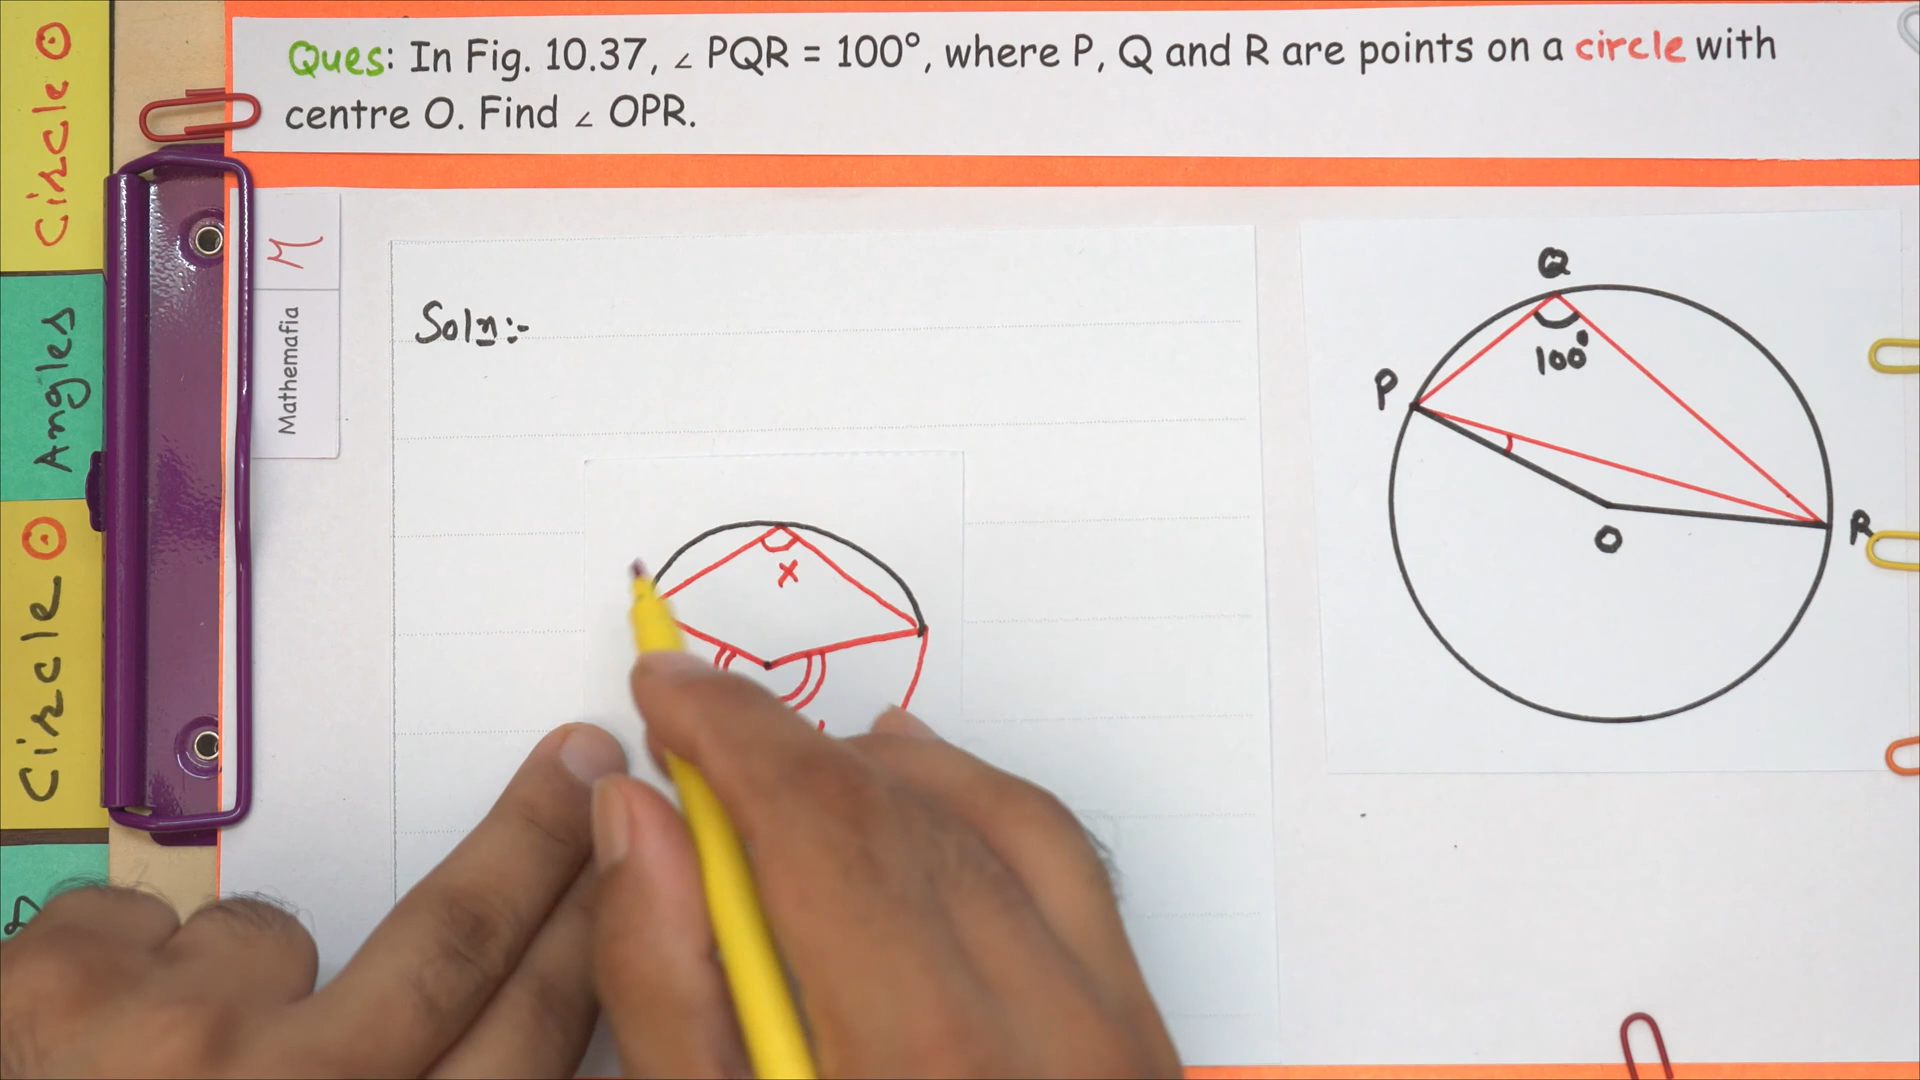 Ques: In Fig. 10.37, ∠ PQR = 100°, where P, Q and R are points on a circle with
centre O. Find ∠ OPR.
Circle
Angles
Circle
M
Mathemafia
Soln:-
x
Q
100°
P
O
R